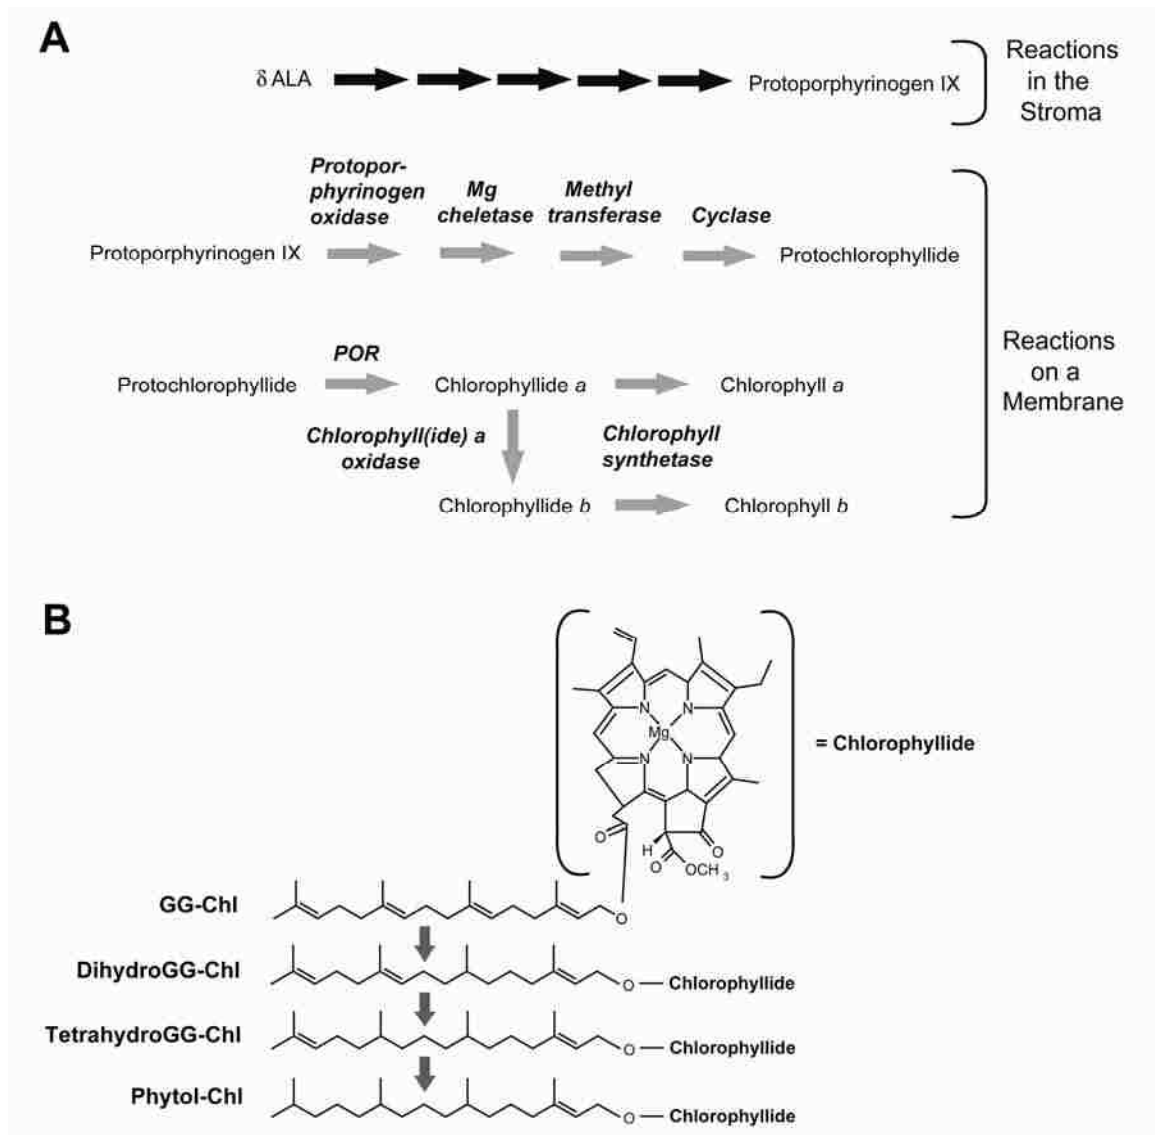 A
δ ALA
Protoporphyrinogen IX
Reactions
in the
Stroma
Protopor-
phyrinogen
oxidase
Mg
cheletase
Methyl
transferase
Cyclase
Protoporphyrinogen IX
Protochlorophyllide
Reactions
on a
Membrane
POR
Protochlorophyllide
Chlorophyllide a
Chlorophyll a
Chlorophyll(ide) a
oxidase
Chlorophyll
synthetase
Chlorophyllide b
Chlorophyll b
B
N
N
Mg
N
N
O
H
O
O
OCH3
= Chlorophyllide
GG-Chl
O
DihydroGG-Chl
O
Chlorophyllide
TetrahydroGG-Chl
O
Chlorophyllide
Phytol-Chl
O
Chlorophyllide